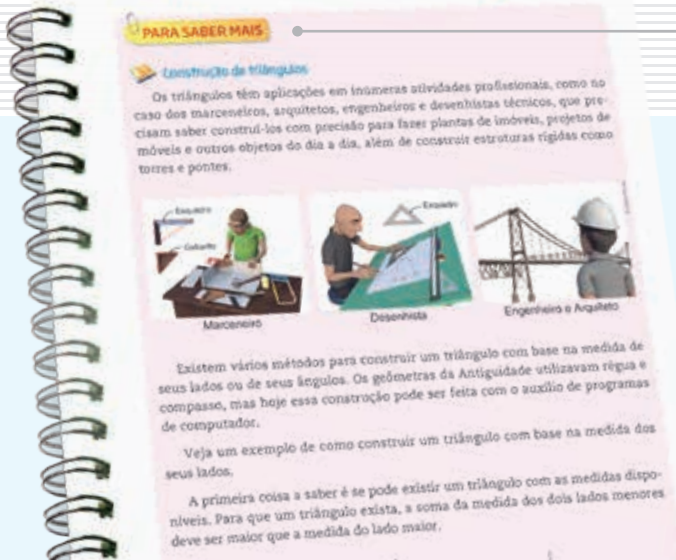 PARA SABER MAIS
Construção de triângulos
Os triângulos têm aplicações em inúmeras atividades profissionais, como no
caso dos marceneiros, arquitetos, engenheiros e desenhistas técnicos, que pre-
cisam saber construí-los com precisão para fazer plantas de imóveis, projetos de
móveis e outros objetos do dia a dia, além de construir estruturas rígidas como
torres e pontes.
Esquadro
Gabarito
Esquadro
Marceneiro
Desenhista
Engenheiro e Arquiteto
Existem vários métodos para construir um triângulo com base na medida de
seus lados ou de seus ângulos. Os geômetras da Antiguidade utilizavam régua e
compasso, mas hoje essa construção pode ser feita com o auxílio de programas
de computador.
Veja um exemplo de como construir um triângulo com base na medida dos
seus lados.
A primeira coisa a saber é se pode existir um triângulo com as medidas dispo-
níveis. Para que um triângulo exista, a soma da medida dos dois lados menores
deve ser maior que a medida do lado maior.